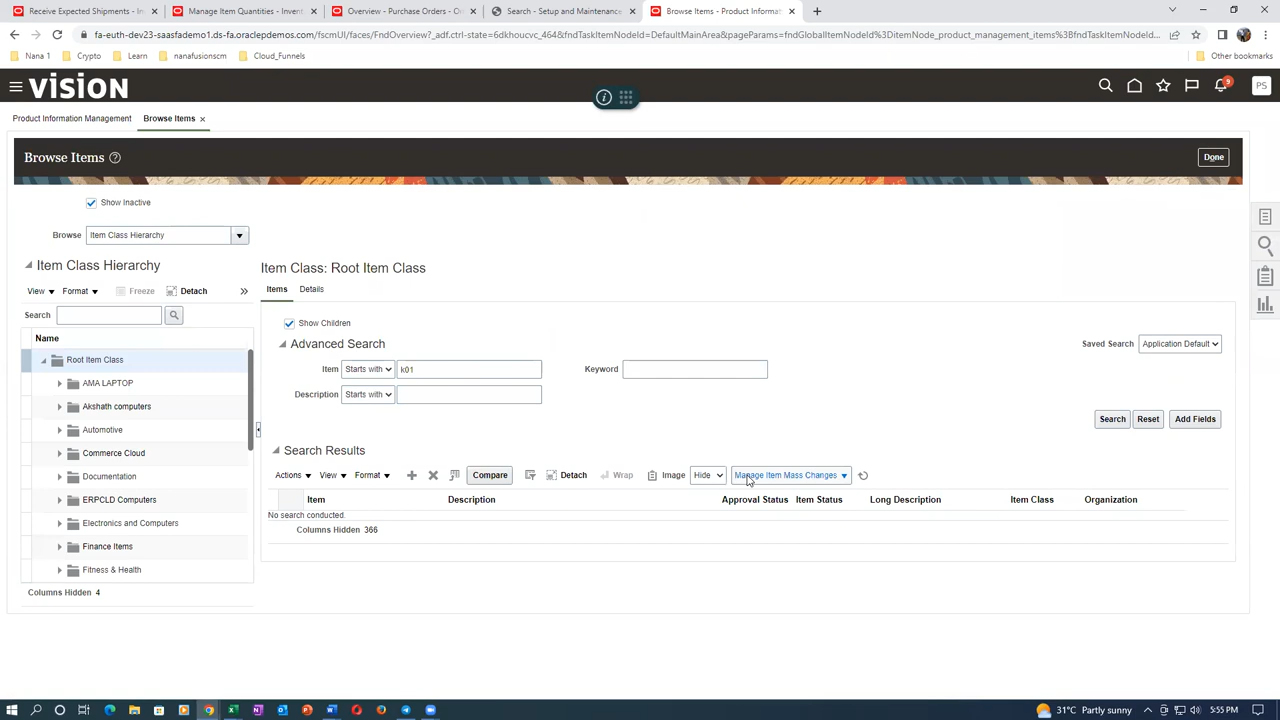 Receive Expected Shipments - In
Manage Item Quantities - Invent
Overview - Purchase Orders - O
Search - Setup and Maintenance
Browse Items - Product Informat
fa-euth-dev23-saasfademo1.ds-fa.oraclepdemos.com/fscmUI/faces/FndOverview?_adf.ctrl-state=6dkhoucvc_464&fndTaskItemNodeId=DefaultMainArea&pageParams=fndGlobalItemNodeId%3DitemNode_product_management_items%3BfndTaskItemNodeId...
Nana 1 Crypto Learn nanafusionscm Cloud_Funnels Other bookmarks
VISION 9 PS
Product Information Management Browse Items
Browse Items Done
Show Inactive
Browse Item Class Hierarchy
Item Class Hierarchy
View Format Freeze Detach
Search
Name
Root Item Class
AMA LAPTOP
Akshath computers
Automotive
Commerce Cloud
Documentation
ERPCLD Computers
Electronics and Computers
Finance Items
Fitness & Health
Columns Hidden 4
Item Class: Root Item Class
Items Details
Show Children
Advanced Search Saved Search Application Default
Item Starts with k01 Keyword
Description Starts with
Search Reset Add Fields
Search Results
Actions View Format Compare Detach Wrap Image Hide Manage Item Mass Changes
Item Description Approval Status Item Status Long Description Item Class Organization
No search conducted.
Columns Hidden 366
31°C Partly sunny 5:55 PM